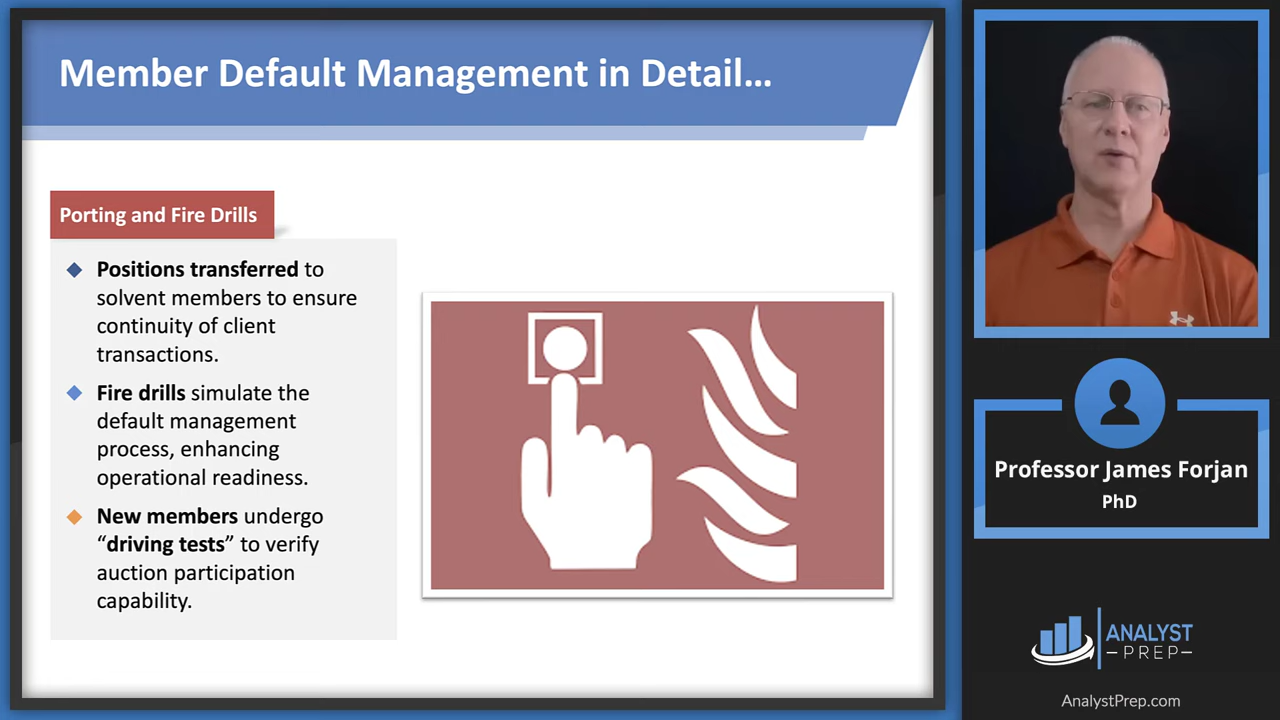 Member Default Management in Detail…
Porting and Fire Drills
Positions transferred to
solvent members to ensure
continuity of client
transactions.
Fire drills simulate the
default management
process, enhancing
operational readiness.
New members undergo
“driving tests” to verify
auction participation
capability.
Professor James Forjan
PhD
ANALYST
PREP
AnalystPrep.com